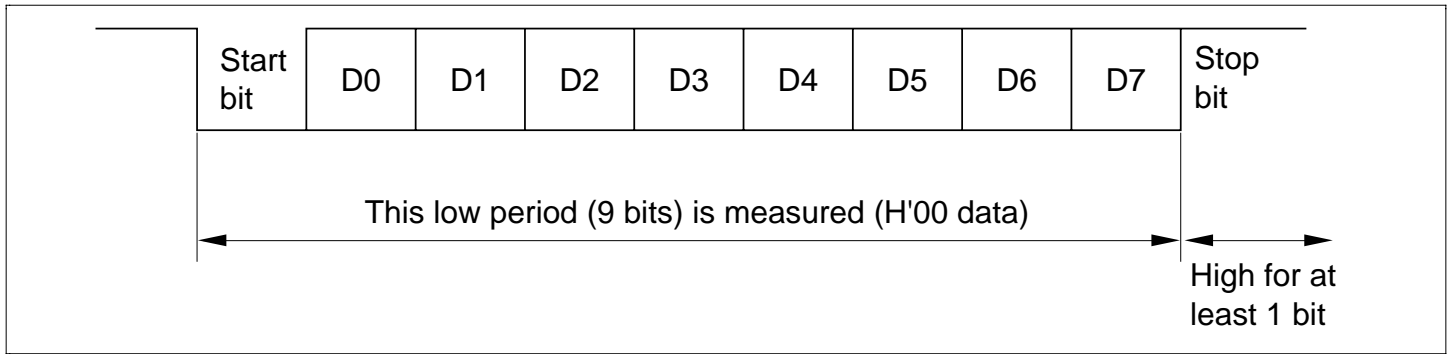 Start
bit
D0
D1
D2
D3
D4
D5
D6
D7
Stop
bit
This low period (9 bits) is measured (H'00 data)
High for at
least 1 bit